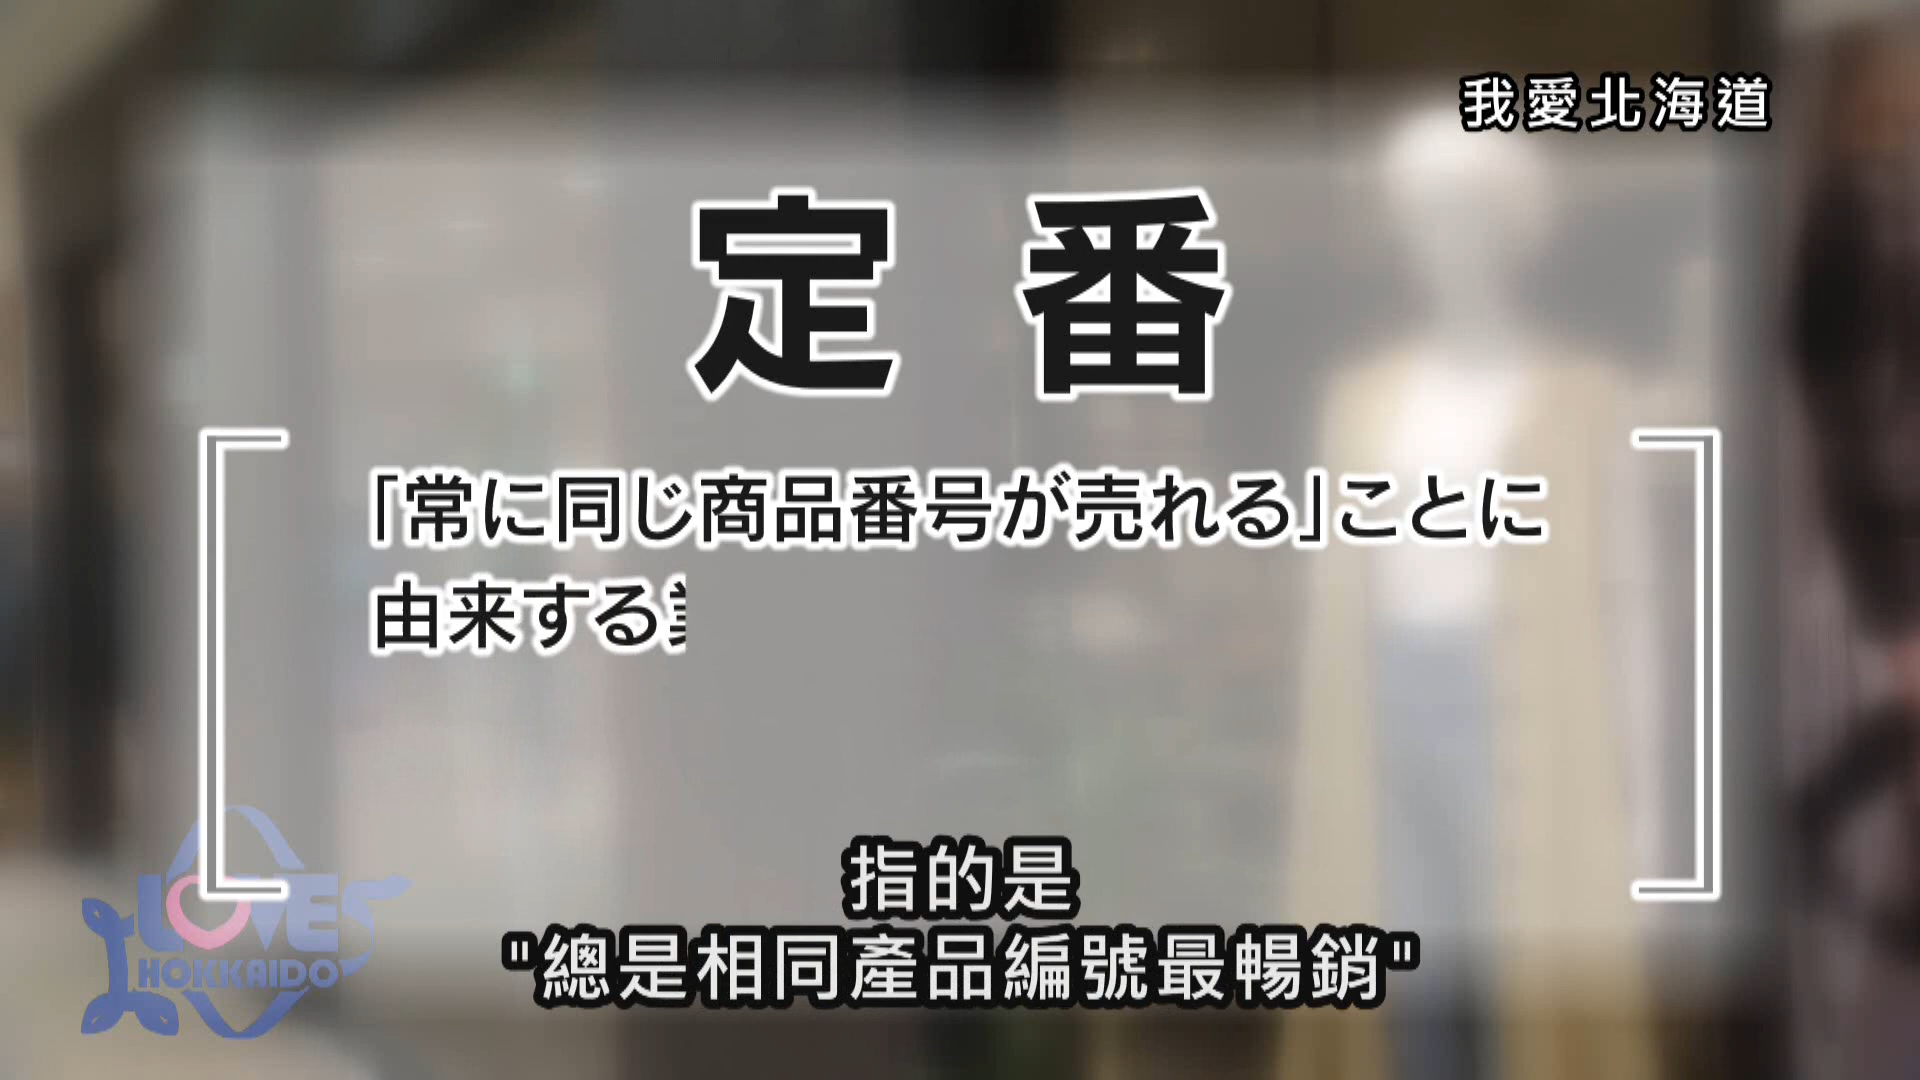 我愛北海道
定番
「常に同じ商品番号が売れる」ことに
由来する
指的是
"總是相同產品編號最暢銷"
I LOVE S
HOKKAIDO